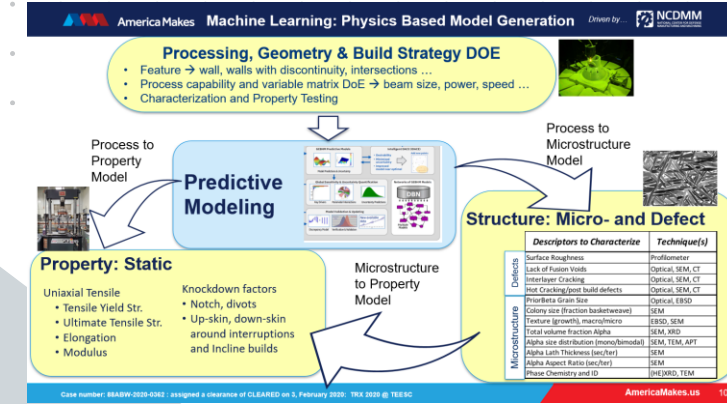 America Makes Machine Learning: Physics Based Model Generation Driven by... NCDMM
Processing, Geometry & Build Strategy DOE
• Feature → wall, walls with discontinuity, intersections ...
• Process capability and variable matrix DoE → beam size, power, speed ...
• Characterization and Property Testing
Process to
Property
Model
Process to
Microstructure
Model
Predictive
Modeling
DBN
Structure: Micro- and Defect
Descriptors to Characterize Technique(s)
Defects
Surface Roughness Profilometer
Lack of Fusion Voids Optical, SEM, CT
Interlayer Cracking Optical, SEM, CT
Hot Cracking/post build defects Optical, SEM, CT
Microstructure
PriorBeta Grain Size Optical, EBSD
Colony size (fraction basketweave) SEM
Texture (growth), macro/micro EBSD, SEM
Total volume fraction Alpha SEM, XRD
Alpha size distribution (mono/bimodal) SEM, TEM, APT
Alpha Lath Thickness (sec/ter) SEM
Alpha Aspect Ratio (sec/ter) SEM
Phase Chemistry and ID (HE)XRD, TEM
Property: Static
Uniaxial Tensile
• Tensile Yield Str.
• Ultimate Tensile Str.
• Elongation
• Modulus
Knockdown factors
• Notch, divots
• Up-skin, down-skin
around interruptions
and Incline builds
Microstructure
to Property
Model
Case number: 88ABW-2020-0362 : assigned a clearance of CLEARED on 3, February 2020: TRX 2020 @ TEESC
AmericaMakes.us 10